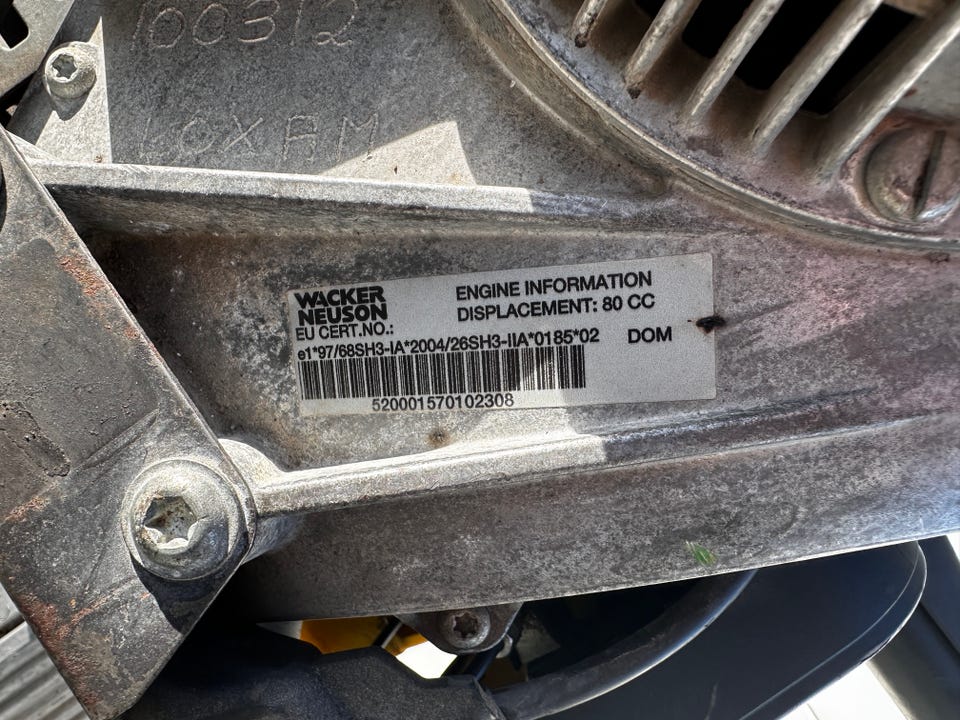 100312
LOXAM
WACKER
NEUSON
ENGINE INFORMATION
DISPLACEMENT: 80 CC
EU CERT.NO.:
e1*97/68SH3-IA*2004/26SH3-IIA*0185*02 DOM
520001570102308